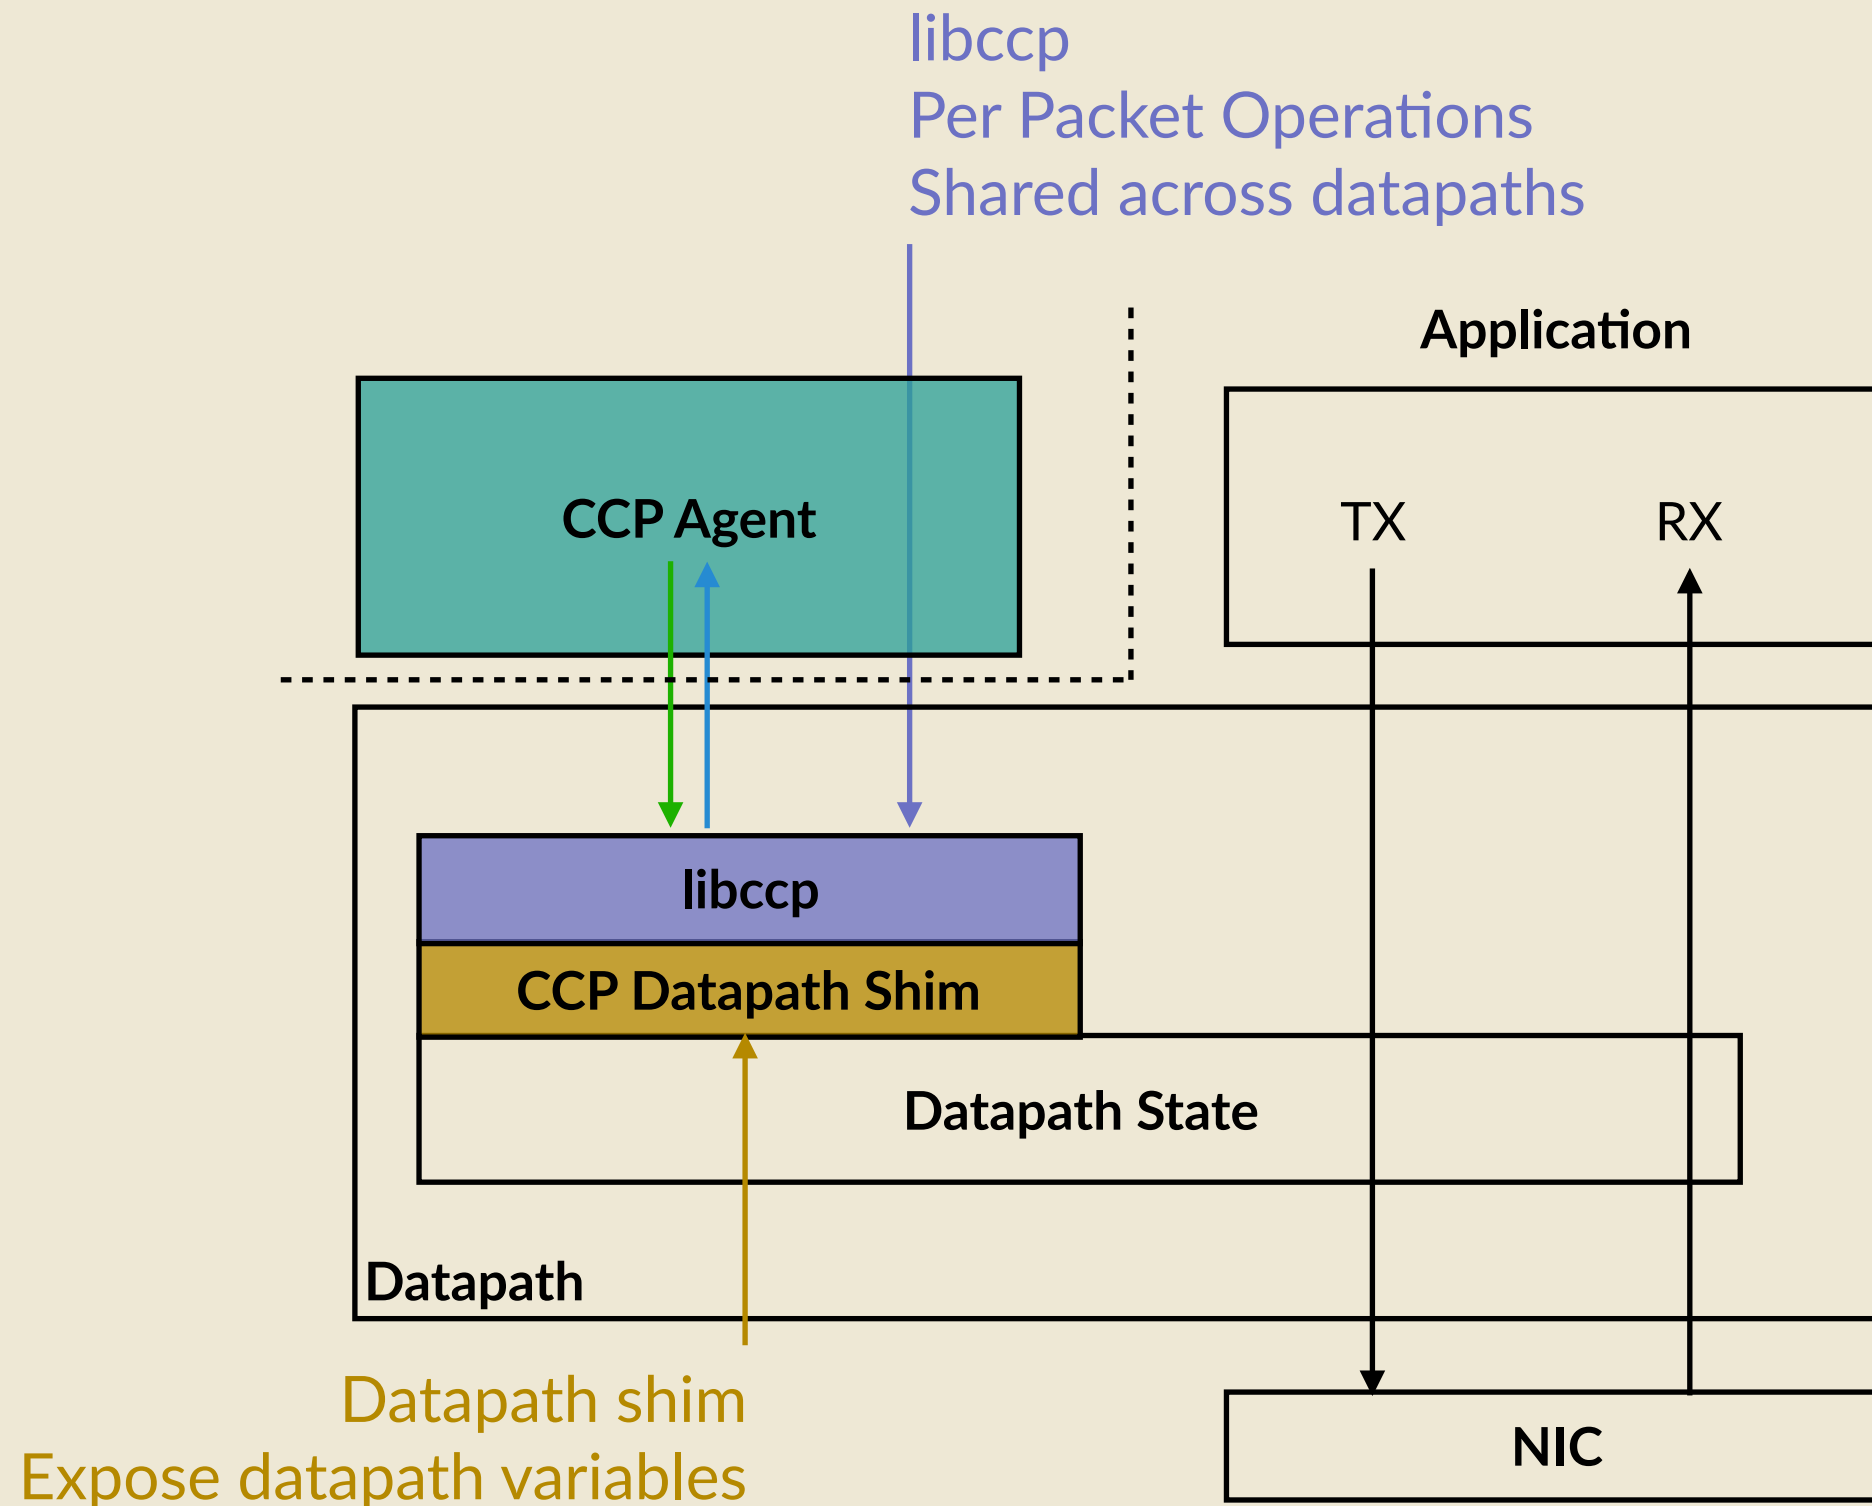 libccp
Per Packet Operations
Shared across datapaths
Application
CCP Agent
TX
RX
libccp
CCP Datapath Shim
Datapath State
Datapath
Datapath shim
Expose datapath variables
NIC